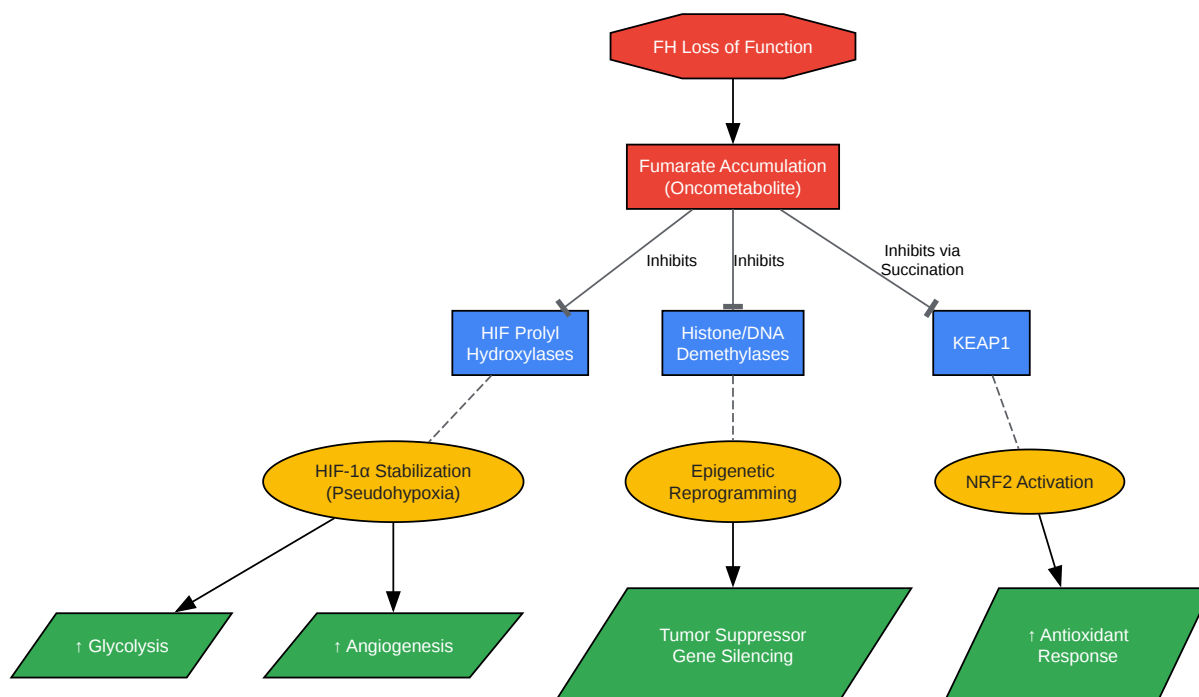 FH Loss of Function
Fumarate Accumulation
(Oncometabolite)
Inhibits
Inhibits
Inhibits via
Succination
HIF Prolyl
Hydroxylases
Histone/DNA
Demethylases
KEAP1
HIF-1α Stabilization
(Pseudohypoxia)
Epigenetic
Reprogramming
NRF2 Activation
↑ Glycolysis
↑ Angiogenesis
Tumor Suppressor
Gene Silencing
↑ Antioxidant
Response